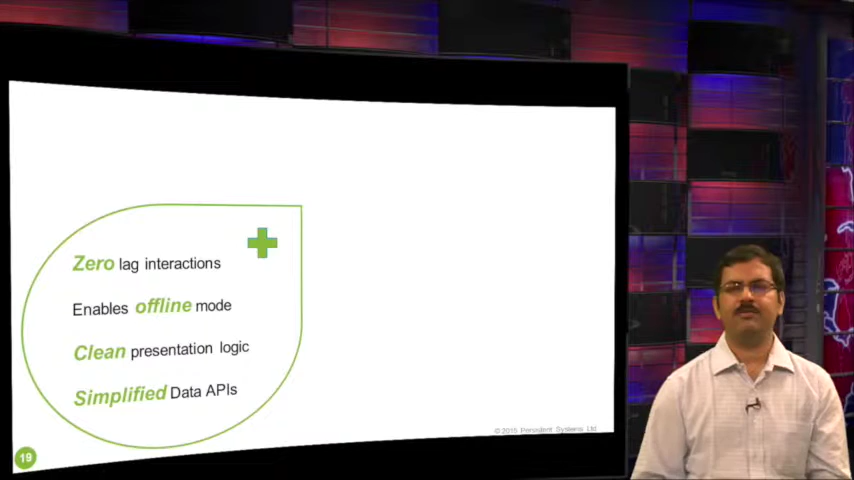 Zero lag interactions
Enables offline mode
Clean presentation logic
Simplified Data APIs
© 2015 Persistent Systems Ltd
19